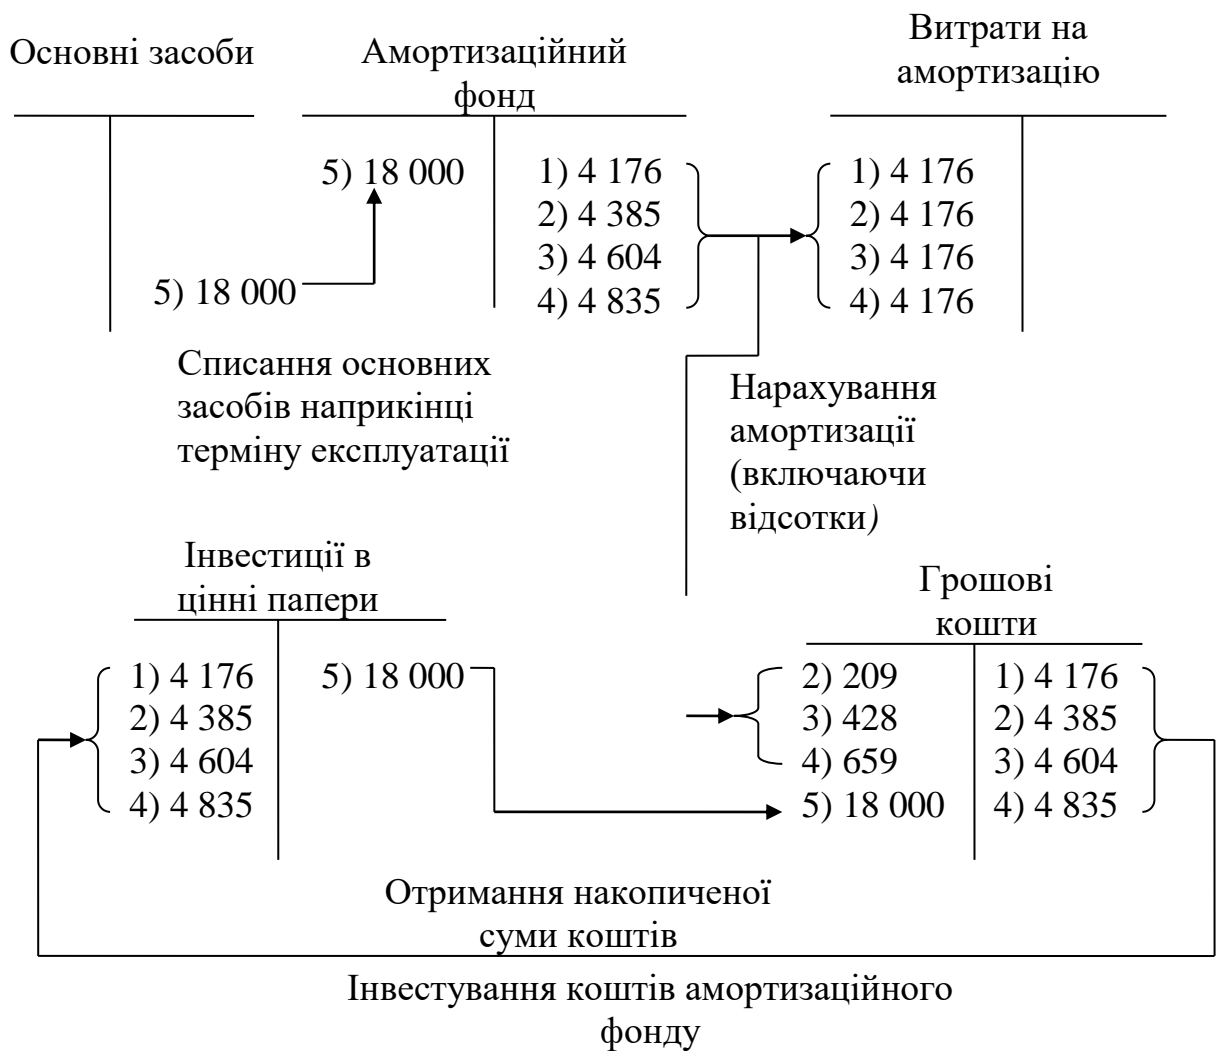 Основні засоби
Амортизаційний
фонд
Витрати на
амортизацію
5) 18 000
5) 18 000
1) 4 176
2) 4 385
3) 4 604
4) 4 835
1) 4 176
2) 4 176
3) 4 176
4) 4 176
Списання основних
засобів наприкінці
терміну експлуатації
Нарахування
амортизації
(включаючи
відсотки)
Інвестиції в
цінні папери
1) 4 176
2) 4 385
3) 4 604
4) 4 835
5) 18 000
Грошові
кошти
2) 209
3) 428
4) 659
5) 18 000
1) 4 176
2) 4 385
3) 4 604
4) 4 835
Отримання накопиченої
суми коштів
Інвестування коштів амортизаційного
фонду